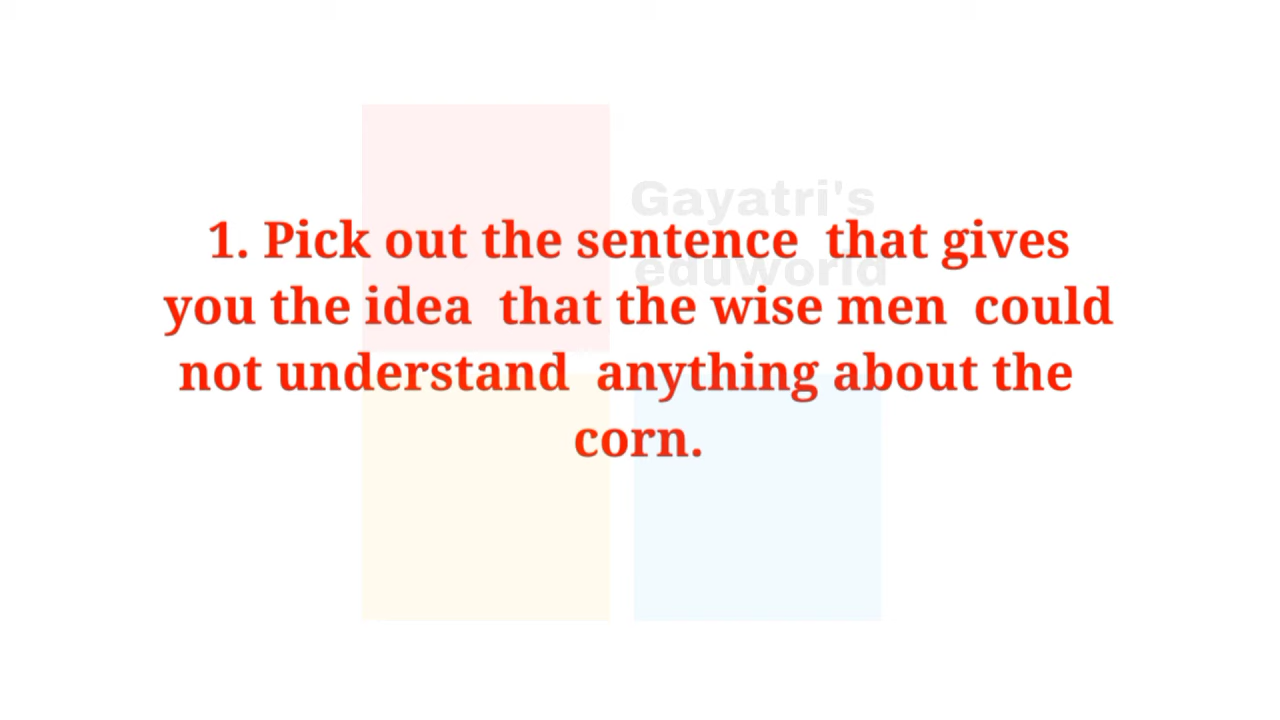 Gayatri's
eduworld
1. Pick out the sentence that gives
you the idea that the wise men could
not understand anything about the
corn.